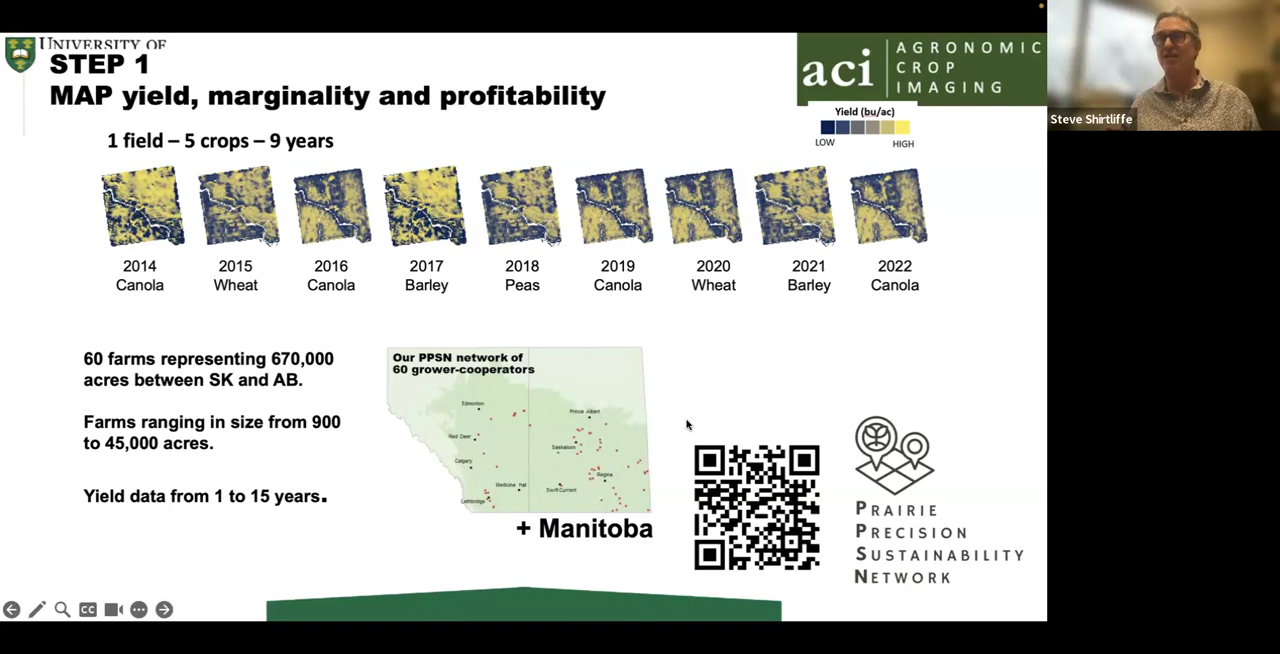 UNIVERSITY OF
STEP 1
MAP yield, marginality and profitability
aci
AGRONOMIC
CROP
IMAGING
Steve Shirtliffe
Yield (bu/ac)
LOW HIGH
1 field – 5 crops – 9 years
2014 2015 2016 2017 2018 2019 2020 2021 2022
Canola Wheat Canola Barley Peas Canola Wheat Barley Canola
60 farms representing 670,000
acres between SK and AB.
Farms ranging in size from 900
to 45,000 acres.
Yield data from 1 to 15 years.
Our PPSN network of
60 grower-cooperators
Edmonton
Prince Albert
Red Deer
Saskatoon
Calgary
Regina
Medicine Hat
Swift Current
Lethbridge
+ Manitoba
PRAIRIE
PRECISION
SUSTAINABILITY
NETWORK
CC